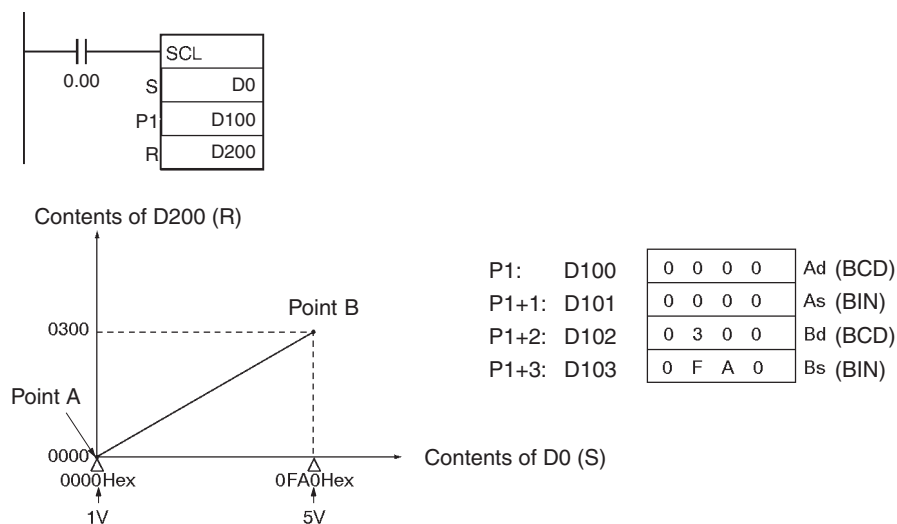 SCL
0.00
S D0
P1 D100
R D200
Contents of D200 (R)
Point B
0300
Point A
0000
0000Hex
0FA0Hex
Contents of D0 (S)
1V
5V
P1: D100 0 0 0 0 Ad (BCD)
P1+1: D101 0 0 0 0 As (BIN)
P1+2: D102 0 3 0 0 Bd (BCD)
P1+3: D103 0 F A 0 Bs (BIN)